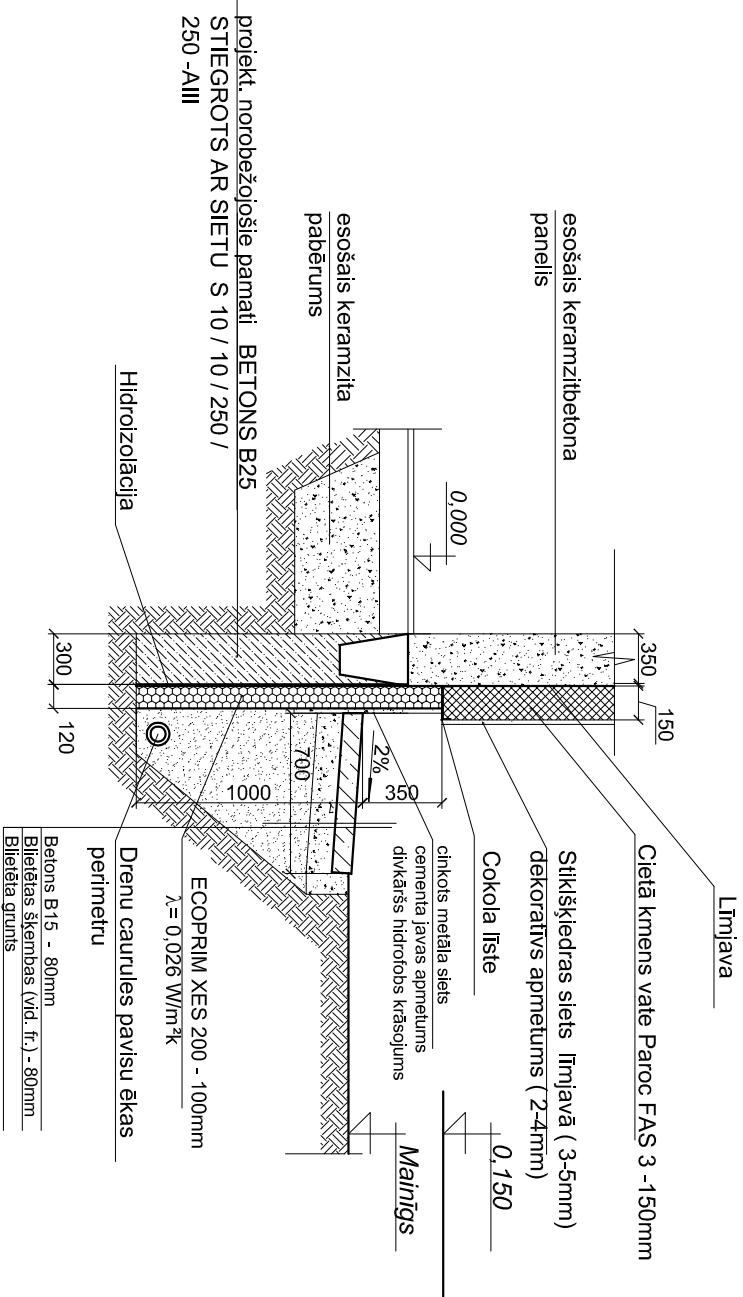 Līmjava
Cietā kmens vate Paroc FAS 3 -150mm
Stiklšķiedras siets līmjavā ( 3-5mm)
dekoratīvs apmetums ( 2-4mm)
Cokola līste
cinkots metāla siets
cementa javas apmetums
divkāršs hidrofobs krāsojums
0,150
Mainīgs
esošais keramzītbetona
panelis
esošais keramzīta
pabērums
projekt. norobežojošie pamati BETONS B25
STIEGROTS AR SIETU S 10 / 10 / 250 /
250 -AIII
Hidroizolācija
0,000
350
150
300
120
2%
700
1000
350
ECOPRIM XES 200 - 100mm
λ= 0,026 W/m²k
Drenu caurules pa visu ēkas
perimetru
Betons B15 - 80mm
Blietētas šķembas (vid. fr.) - 80mm
Blietēta grunts